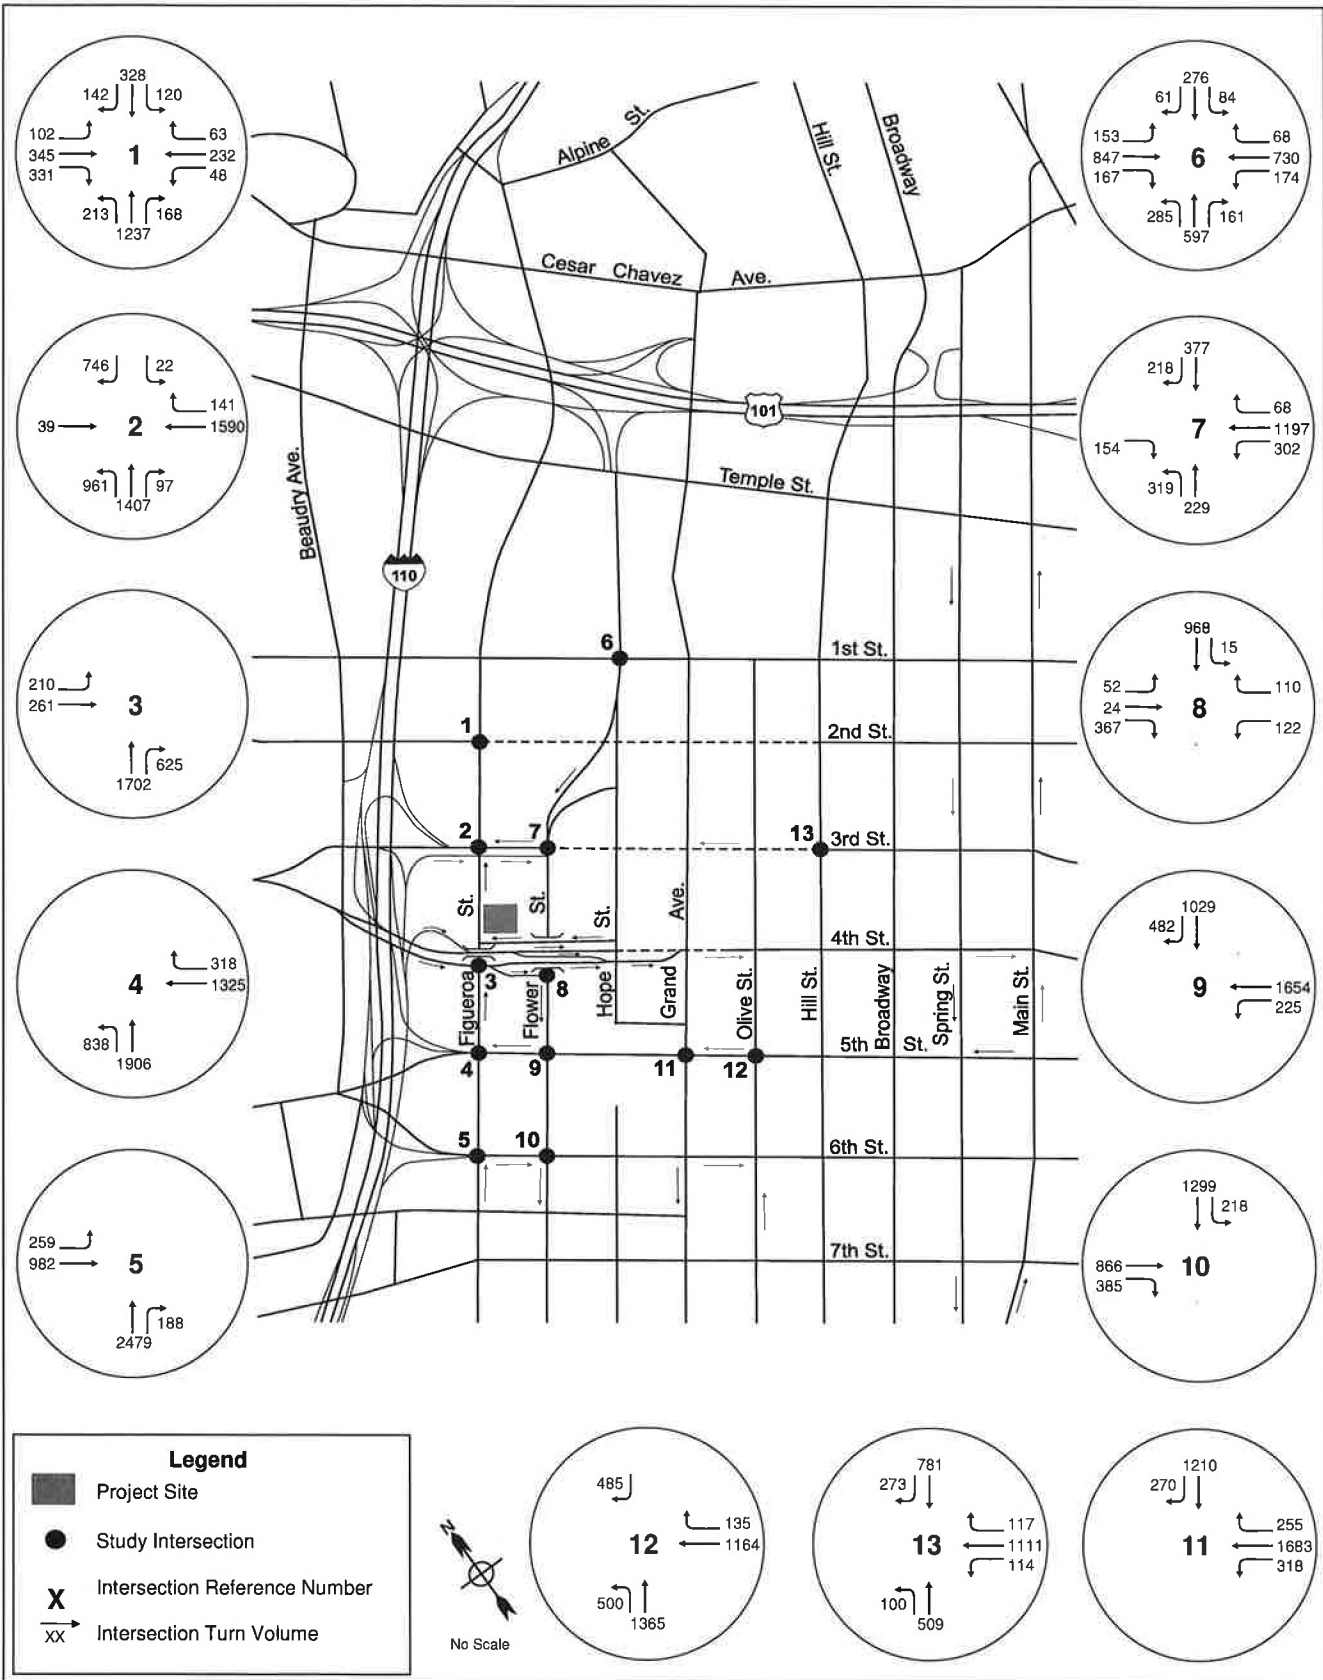 328
142 120
102 63
345 1 232
331 48
213 168
1237
746 22
141
39 2 1590
961 97
1407
210
261 3
625
1702
318
4 1325
838
1906
259
982 5
188
2479
Alpine St.
Hill St.
Broadway
Cesar Chavez Ave.
101
Temple St.
Beaudry Ave.
110
6
1st St.
1
2nd St.
2 7 13
3rd St.
St. St. St. Ave.
4th St.
3 8
Figueroa Flower Hope Grand Olive St. Hill St. Broadway Spring St. Main St.
5th St.
4 9 11 12
5 10
6th St.
7th St.
276
61 84
153 68
847 6 730
167 174
285 161
597
377
218
68
7 1197
154 302
319
229
968
15
52 110
24 8
367 122
1029
482
9 1654
225
1299
218
866 10
385
Legend
Project Site
Study Intersection
X Intersection Reference Number
XX Intersection Turn Volume
N
No Scale
485
135
12 1164
500
1365
781
273
117
13 1111
114
100
509
1210
270
255
11 1683
318